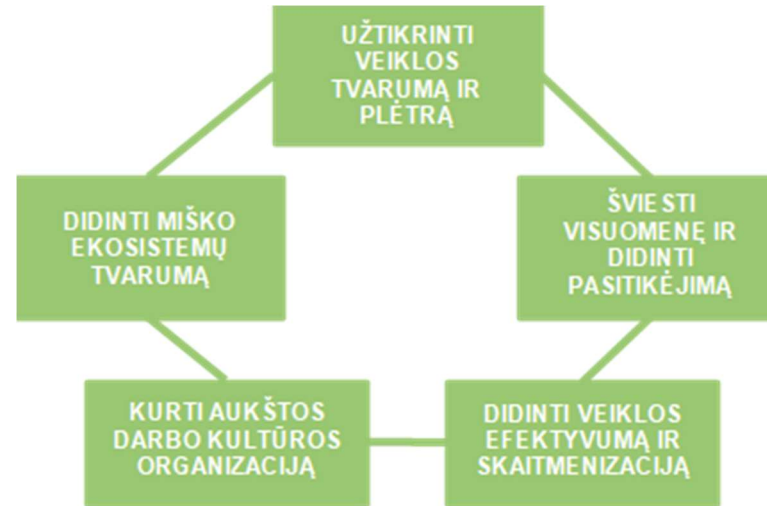 UŽTIKRINTI
VEIKLOS
TVARUMĄ IR
PLĖTRĄ
DIDINTI MIŠKO
EKOSISTEMŲ
TVARUMĄ
ŠVIESTI
VISUOMENĘ IR
DIDINTI
PASITIKĖJIMĄ
KURTI AUKŠTOS
DARBO KULTŪROS
ORGANIZACIJĄ
DIDINTI VEIKLOS
EFEKTYVUMĄ IR
SKAITMENIZACIJĄ